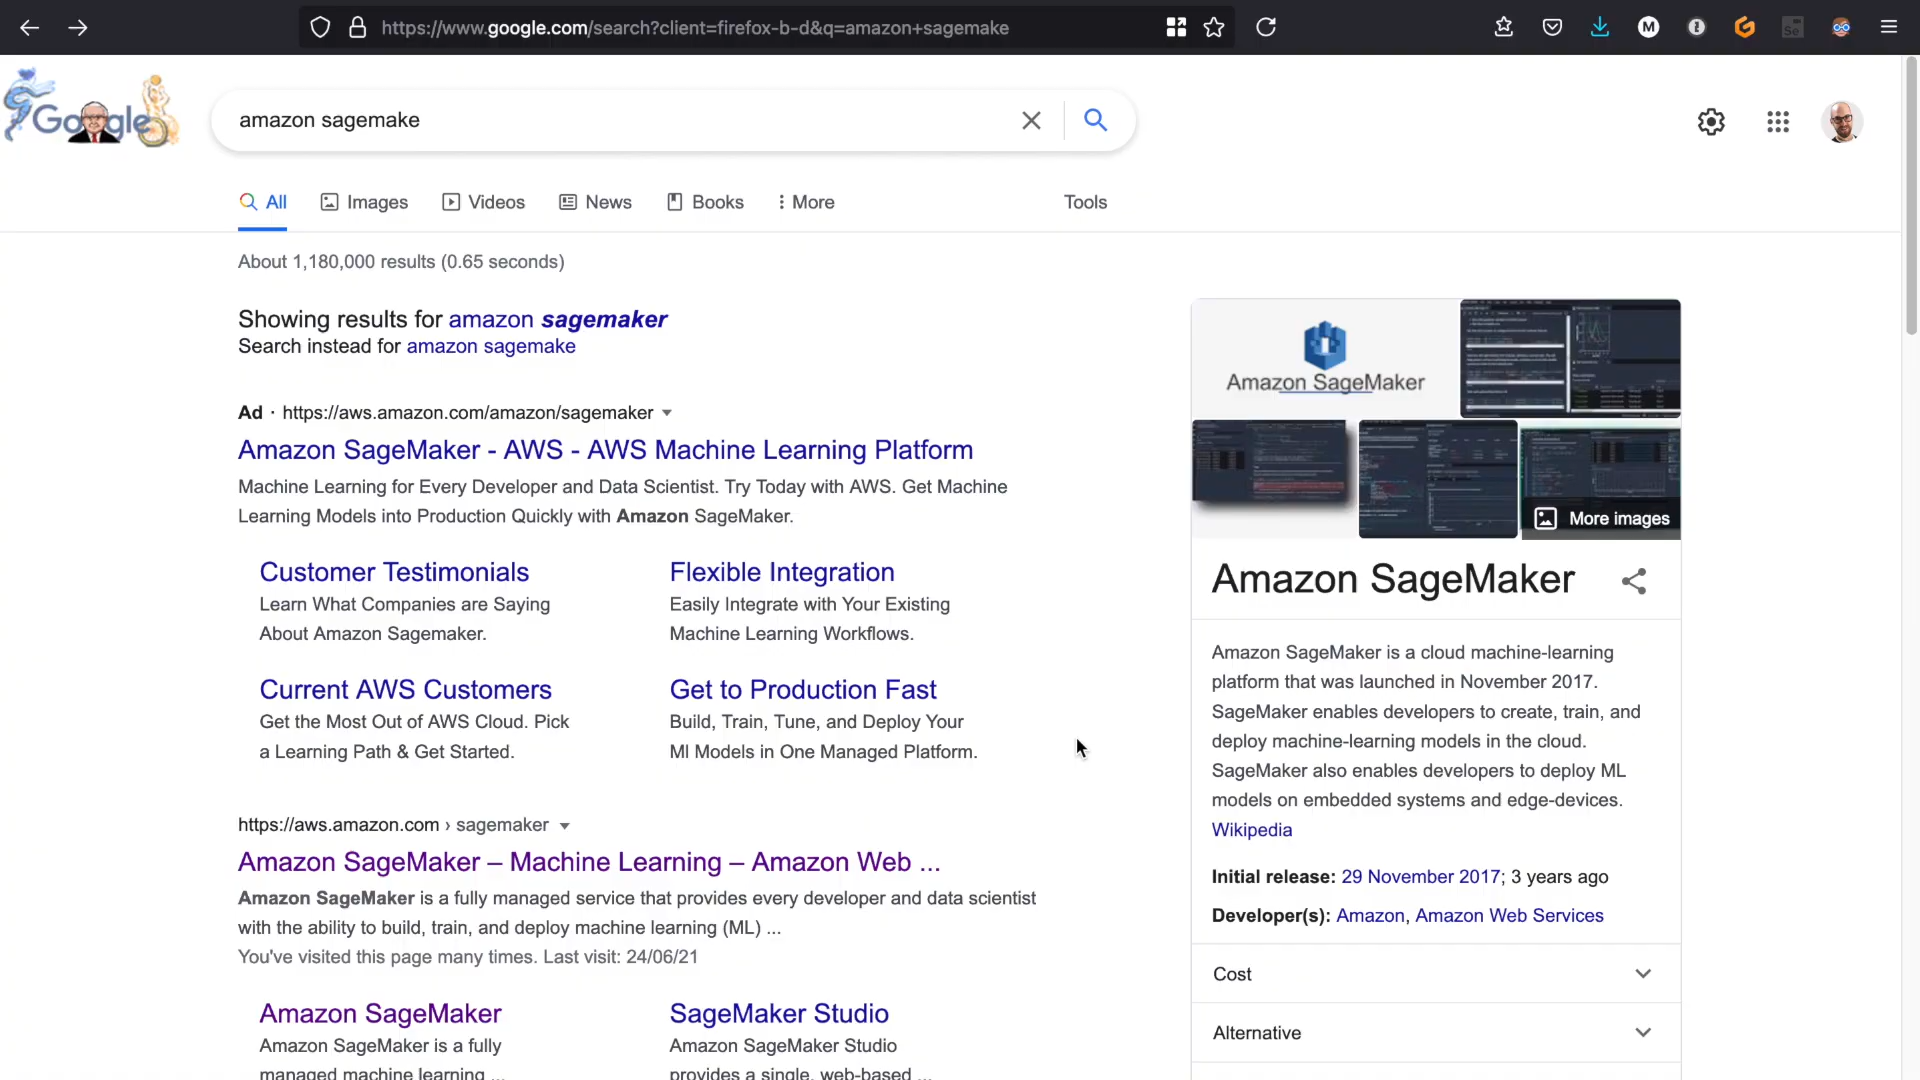 https://www.google.com/search?client=firefox-b-d&q=amazon+sagemake
Google
amazon sagemake
All
Images
Videos
News
Books
More
Tools
About 1,180,000 results (0.65 seconds)
Showing results for amazon sagemaker
Search instead for amazon sagemake
Ad · https://aws.amazon.com/amazon/sagemaker
Amazon SageMaker - AWS - AWS Machine Learning Platform
Machine Learning for Every Developer and Data Scientist. Try Today with AWS. Get Machine
Learning Models into Production Quickly with Amazon SageMaker.
Customer Testimonials
Learn What Companies are Saying
About Amazon Sagemaker.
Flexible Integration
Easily Integrate with Your Existing
Machine Learning Workflows.
Current AWS Customers
Get the Most Out of AWS Cloud. Pick
a Learning Path & Get Started.
Get to Production Fast
Build, Train, Tune, and Deploy Your
Ml Models in One Managed Platform.
https://aws.amazon.com › sagemaker
Amazon SageMaker – Machine Learning – Amazon Web ...
Amazon SageMaker is a fully managed service that provides every developer and data scientist
with the ability to build, train, and deploy machine learning (ML) ...
You've visited this page many times. Last visit: 24/06/21
Amazon SageMaker
Amazon SageMaker is a fully
managed machine learning ...
SageMaker Studio
Amazon SageMaker Studio
provides a single, web-based ...
Amazon SageMaker
More images
Amazon SageMaker
Amazon SageMaker is a cloud machine-learning
platform that was launched in November 2017.
SageMaker enables developers to create, train, and
deploy machine-learning models in the cloud.
SageMaker also enables developers to deploy ML
models on embedded systems and edge-devices.
Wikipedia
Initial release: 29 November 2017; 3 years ago
Developer(s): Amazon, Amazon Web Services
Cost
Alternative